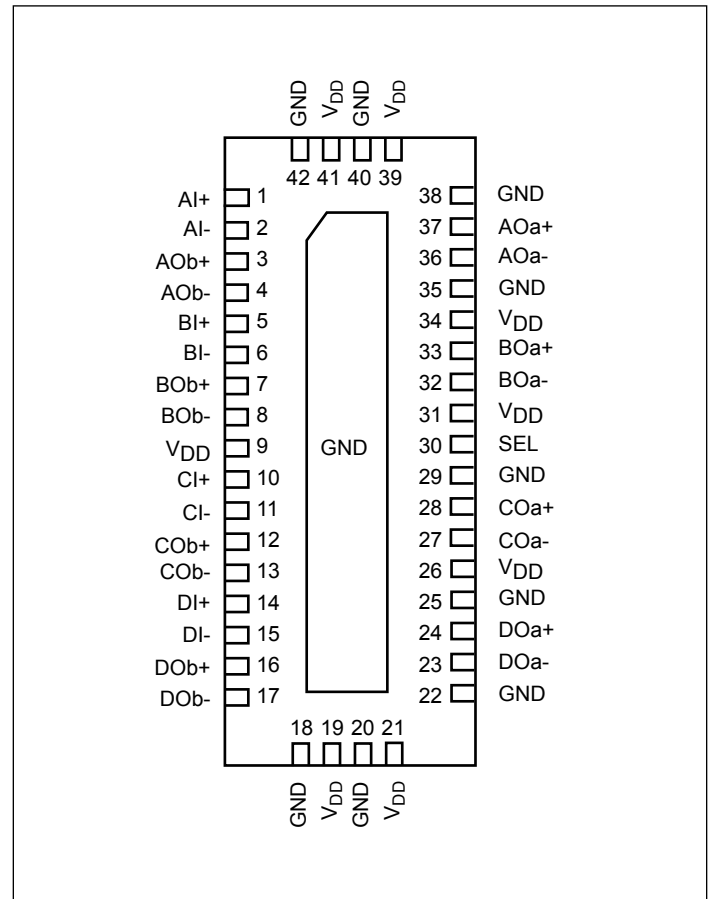 GND VDD GND VDD
42 41 40 39
AI+ 1 38 GND
AI- 2 37 AOa+
AOb+ 3 36 AOa-
AOb- 4 35 GND
BI+ 5 34 VDD
BI- 6 33 BOa+
BOb+ 7 32 BOa-
BOb- 8 31 VDD
VDD 9 GND 30 SEL
CI+ 10 29 GND
CI- 11 28 COa+
COb+ 12 27 COa-
COb- 13 26 VDD
DI+ 14 25 GND
DI- 15 24 DOa+
DOb+ 16 23 DOa-
DOb- 17 22 GND
18 19 20 21
GND VDD GND VDD